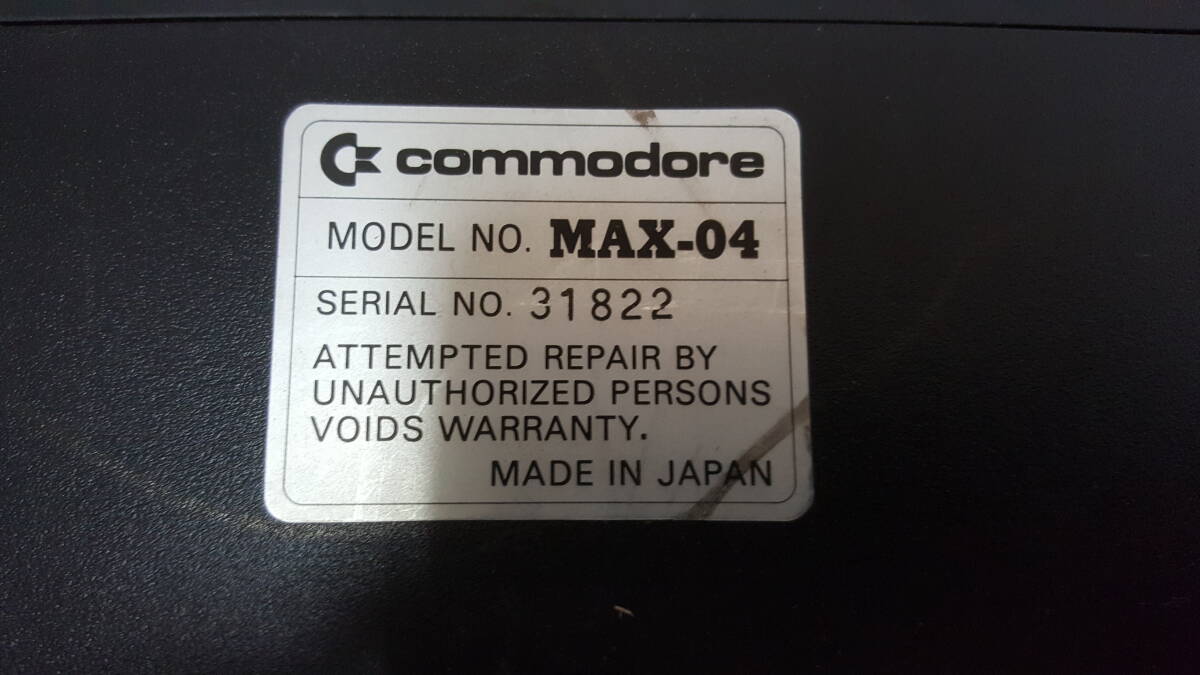 commodore
MODEL NO. MAX-04
SERIAL NO. 31822
ATTEMPTED REPAIR BY
UNAUTHORIZED PERSONS
VOIDS WARRANTY.
MADE IN JAPAN